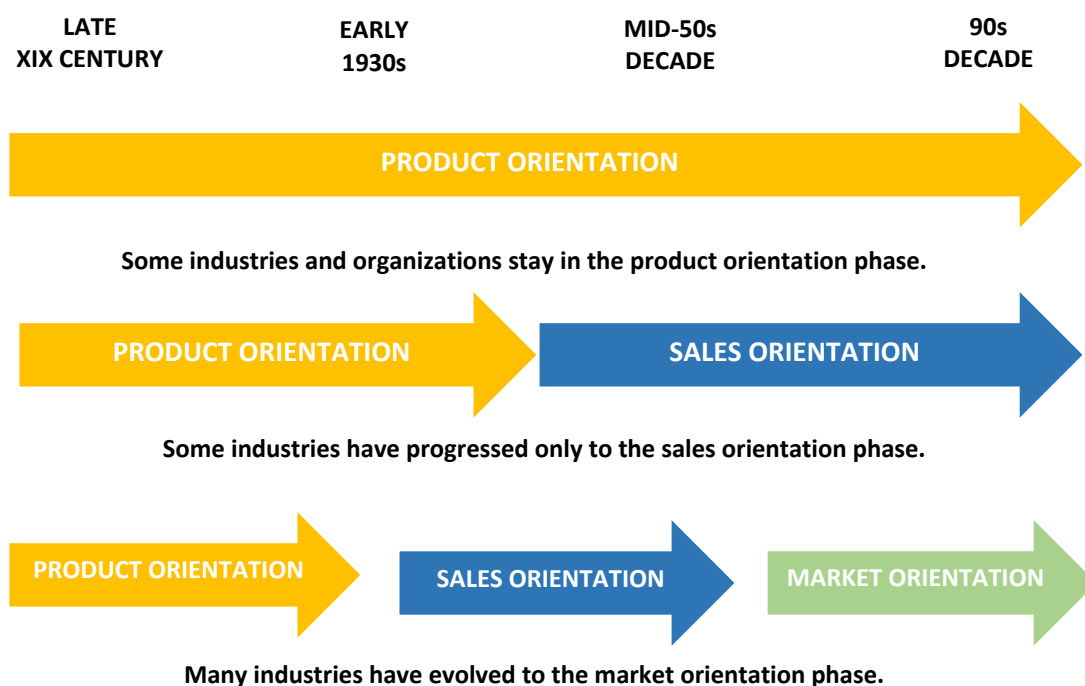 LATE
XIX CENTURY
EARLY
1930s
MID-50s
DECADE
90s
DECADE
PRODUCT ORIENTATION
Some industries and organizations stay in the product orientation phase.
PRODUCT ORIENTATION
SALES ORIENTATION
Some industries have progressed only to the sales orientation phase.
PRODUCT ORIENTATION
SALES ORIENTATION
MARKET ORIENTATION
Many industries have evolved to the market orientation phase.